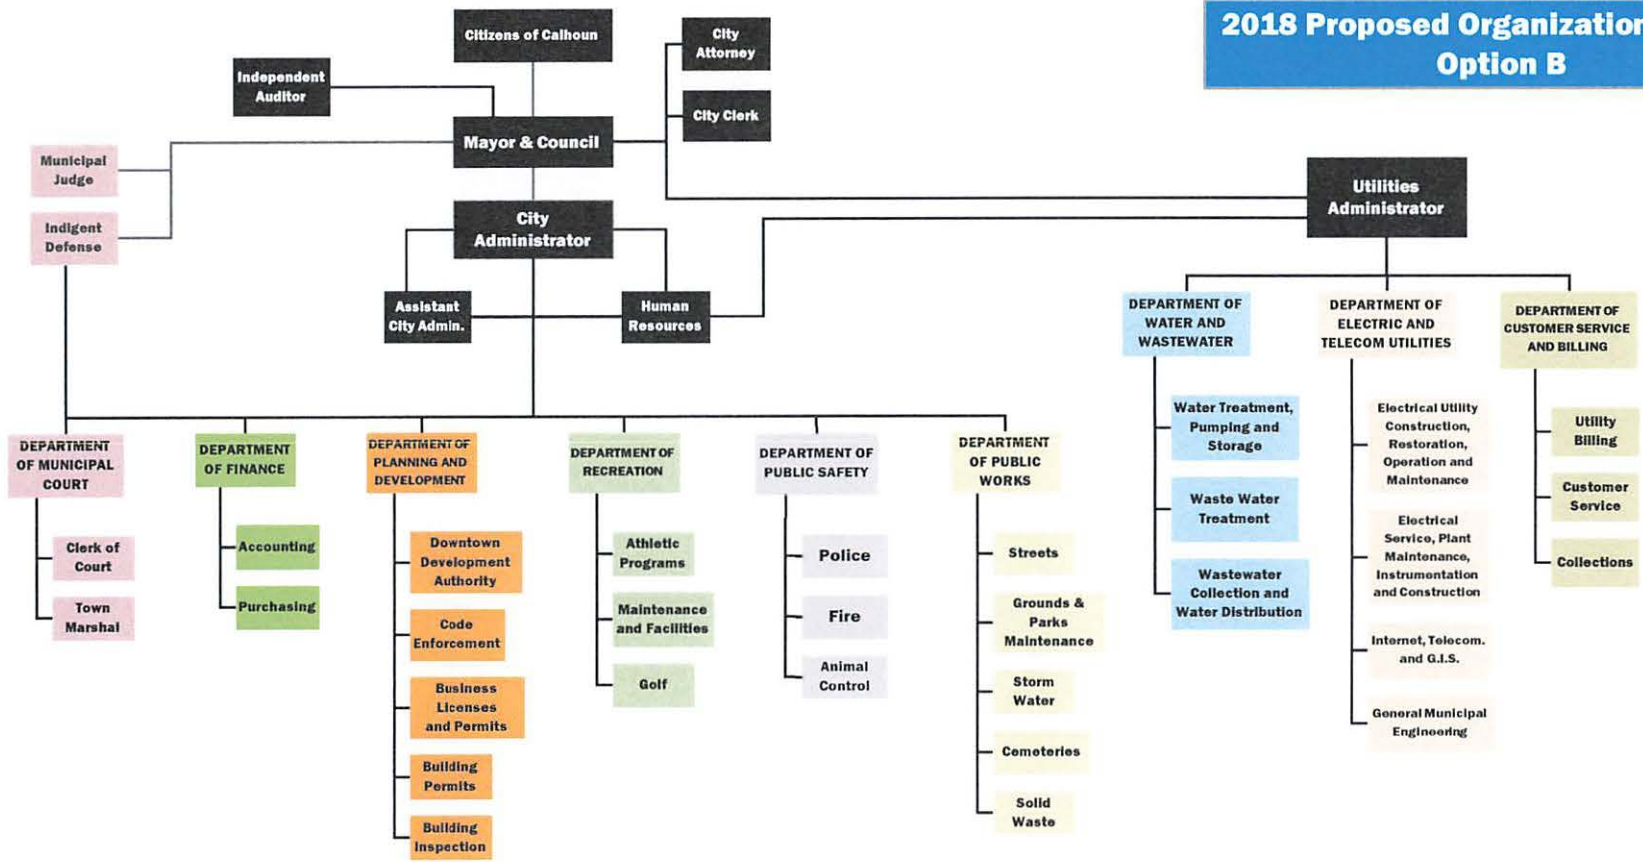 2018 Proposed Organization
Option B
Citizens of Calhoun
City
Attorney
Independent
Auditor
City Clerk
Mayor & Council
Municipal
Judge
Indigent
Defense
City
Administrator
Utilities
Administrator
Assistant
City Admin.
Human
Resources
DEPARTMENT OF
WATER AND
WASTEWATER
DEPARTMENT OF
ELECTRIC AND
TELECOM UTILITIES
DEPARTMENT OF
CUSTOMER SERVICE
AND BILLING
Water Treatment,
Pumping and
Storage
Waste Water
Treatment
Wastewater
Collection and
Water Distribution
Electrical Utility
Construction,
Restoration,
Operation and
Maintenance
Electrical
Service, Plant
Maintenance,
Instrumentation
and Construction
Internet, Telecom.
and G.I.S.
General Municipal
Engineering
Utility
Billing
Customer
Service
Collections
DEPARTMENT
OF MUNICIPAL
COURT
Clerk of
Court
Town
Marshal
DEPARTMENT
OF FINANCE
Accounting
Purchasing
DEPARTMENT OF
PLANNING AND
DEVELOPMENT
Downtown
Development
Authority
Code
Enforcement
Business
Licenses
and Permits
Building
Permits
Building
Inspection
DEPARTMENT OF
RECREATION
Athletic
Programs
Maintenance
and Facilities
Golf
DEPARTMENT OF
PUBLIC SAFETY
Police
Fire
Animal
Control
DEPARTMENT
OF PUBLIC
WORKS
Streets
Grounds &
Parks
Maintenance
Storm
Water
Cemeteries
Solid
Waste